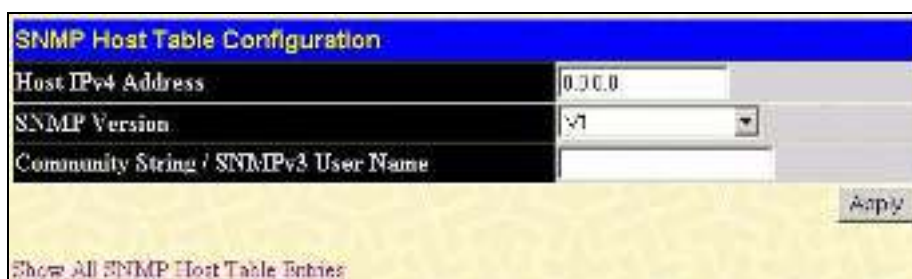 SNMP Host Table Configuration
Host IPv4 Address
0.0.0.0
SNMP Version
V1
Community String / SNMPv3 User Name
Apply
Show All SNMP Host Table Entries